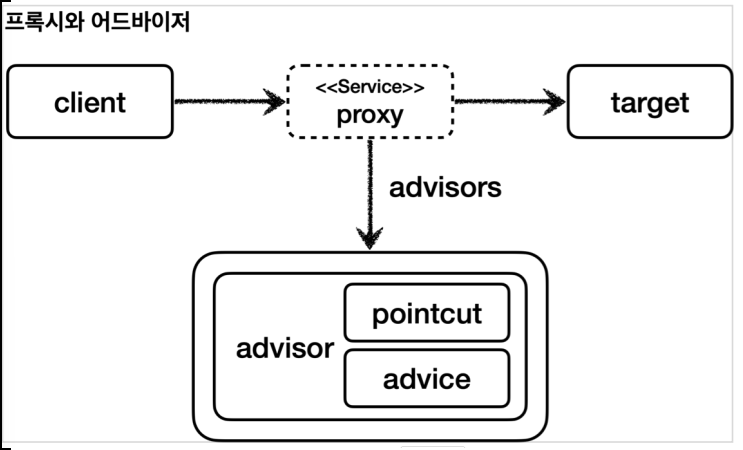 프록시와 어드바이저
client
<<Service>>
proxy
target
advisors
advisor
pointcut
advice